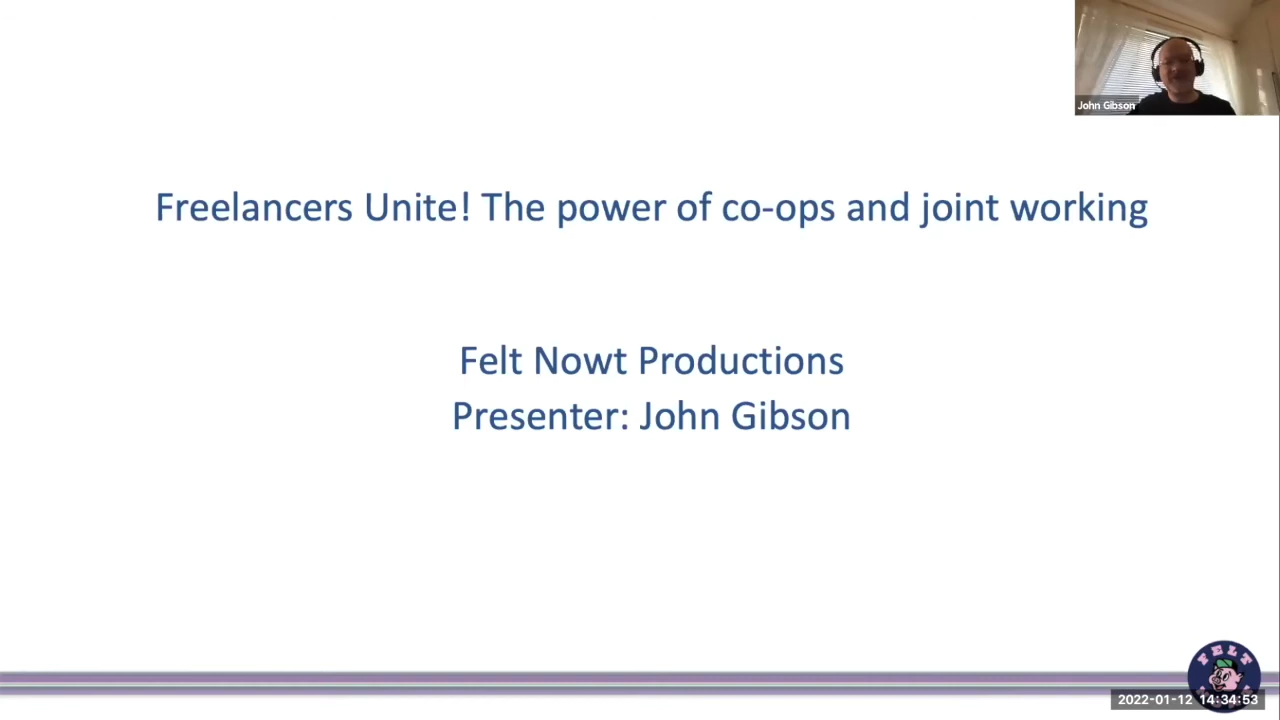 John Gibson
Freelancers Unite! The power of co-ops and joint working
Felt Nowt Productions
Presenter: John Gibson
FELT
2022-01-12 14:34:53